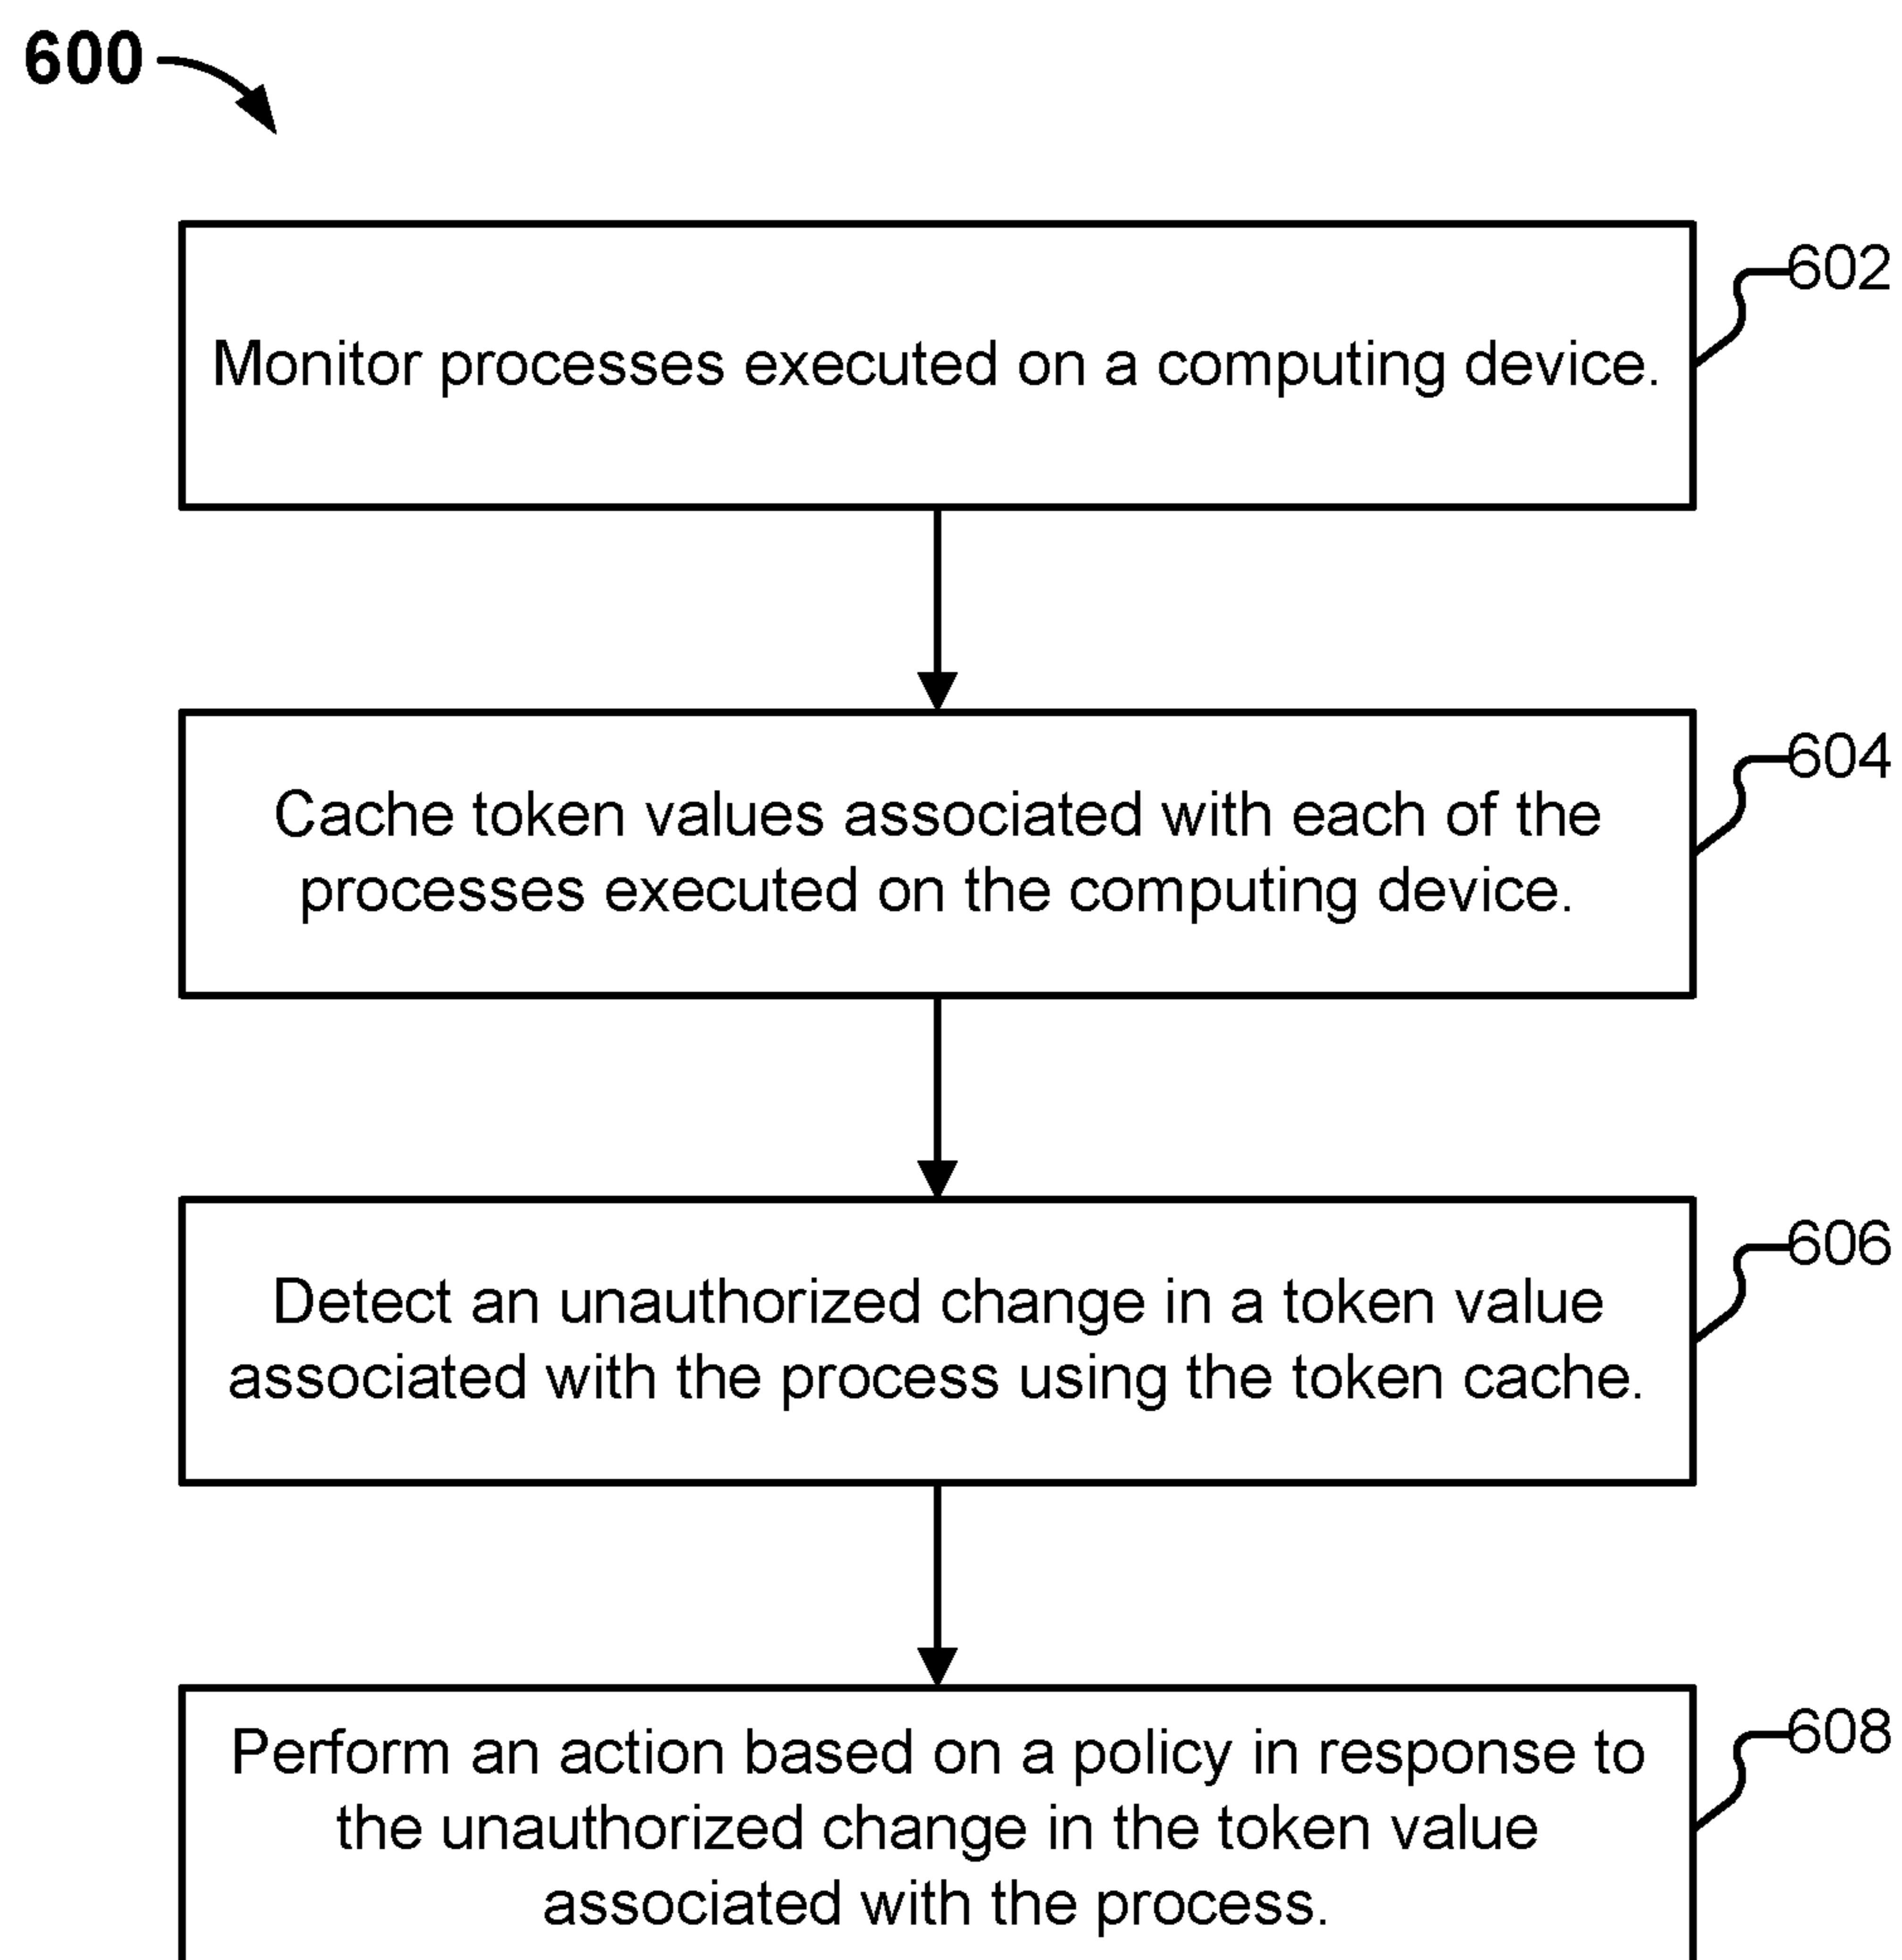 600
602
Monitor processes executed on a computing device.
604
Cache token values associated with each of the
processes executed on the computing device.
606
Detect an unauthorized change in a token value
associated with the process using the token cache.
608
Perform an action based on a policy in response to
the unauthorized change in the token value
associated with the process.